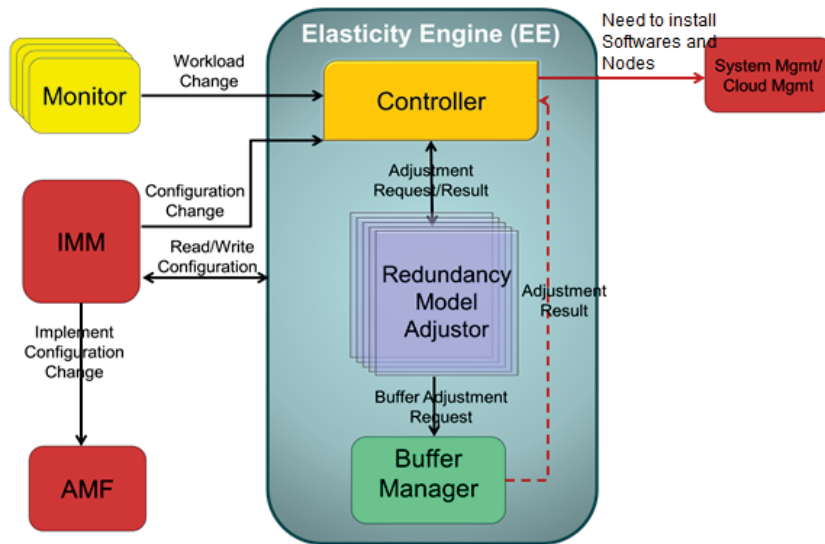 Elasticity Engine (EE)
Need to install
Softwares and
Nodes
System Mgmt/
Cloud Mgmt
Monitor
Workload
Change
Controller
Adjustment
Request/Result
Configuration
Change
IMM
Read/Write
Configuration
Redundancy
Model
Adjustor
Adjustment
Result
Implement
Configuration
Change
Buffer Adjustment
Request
Buffer
Manager
AMF